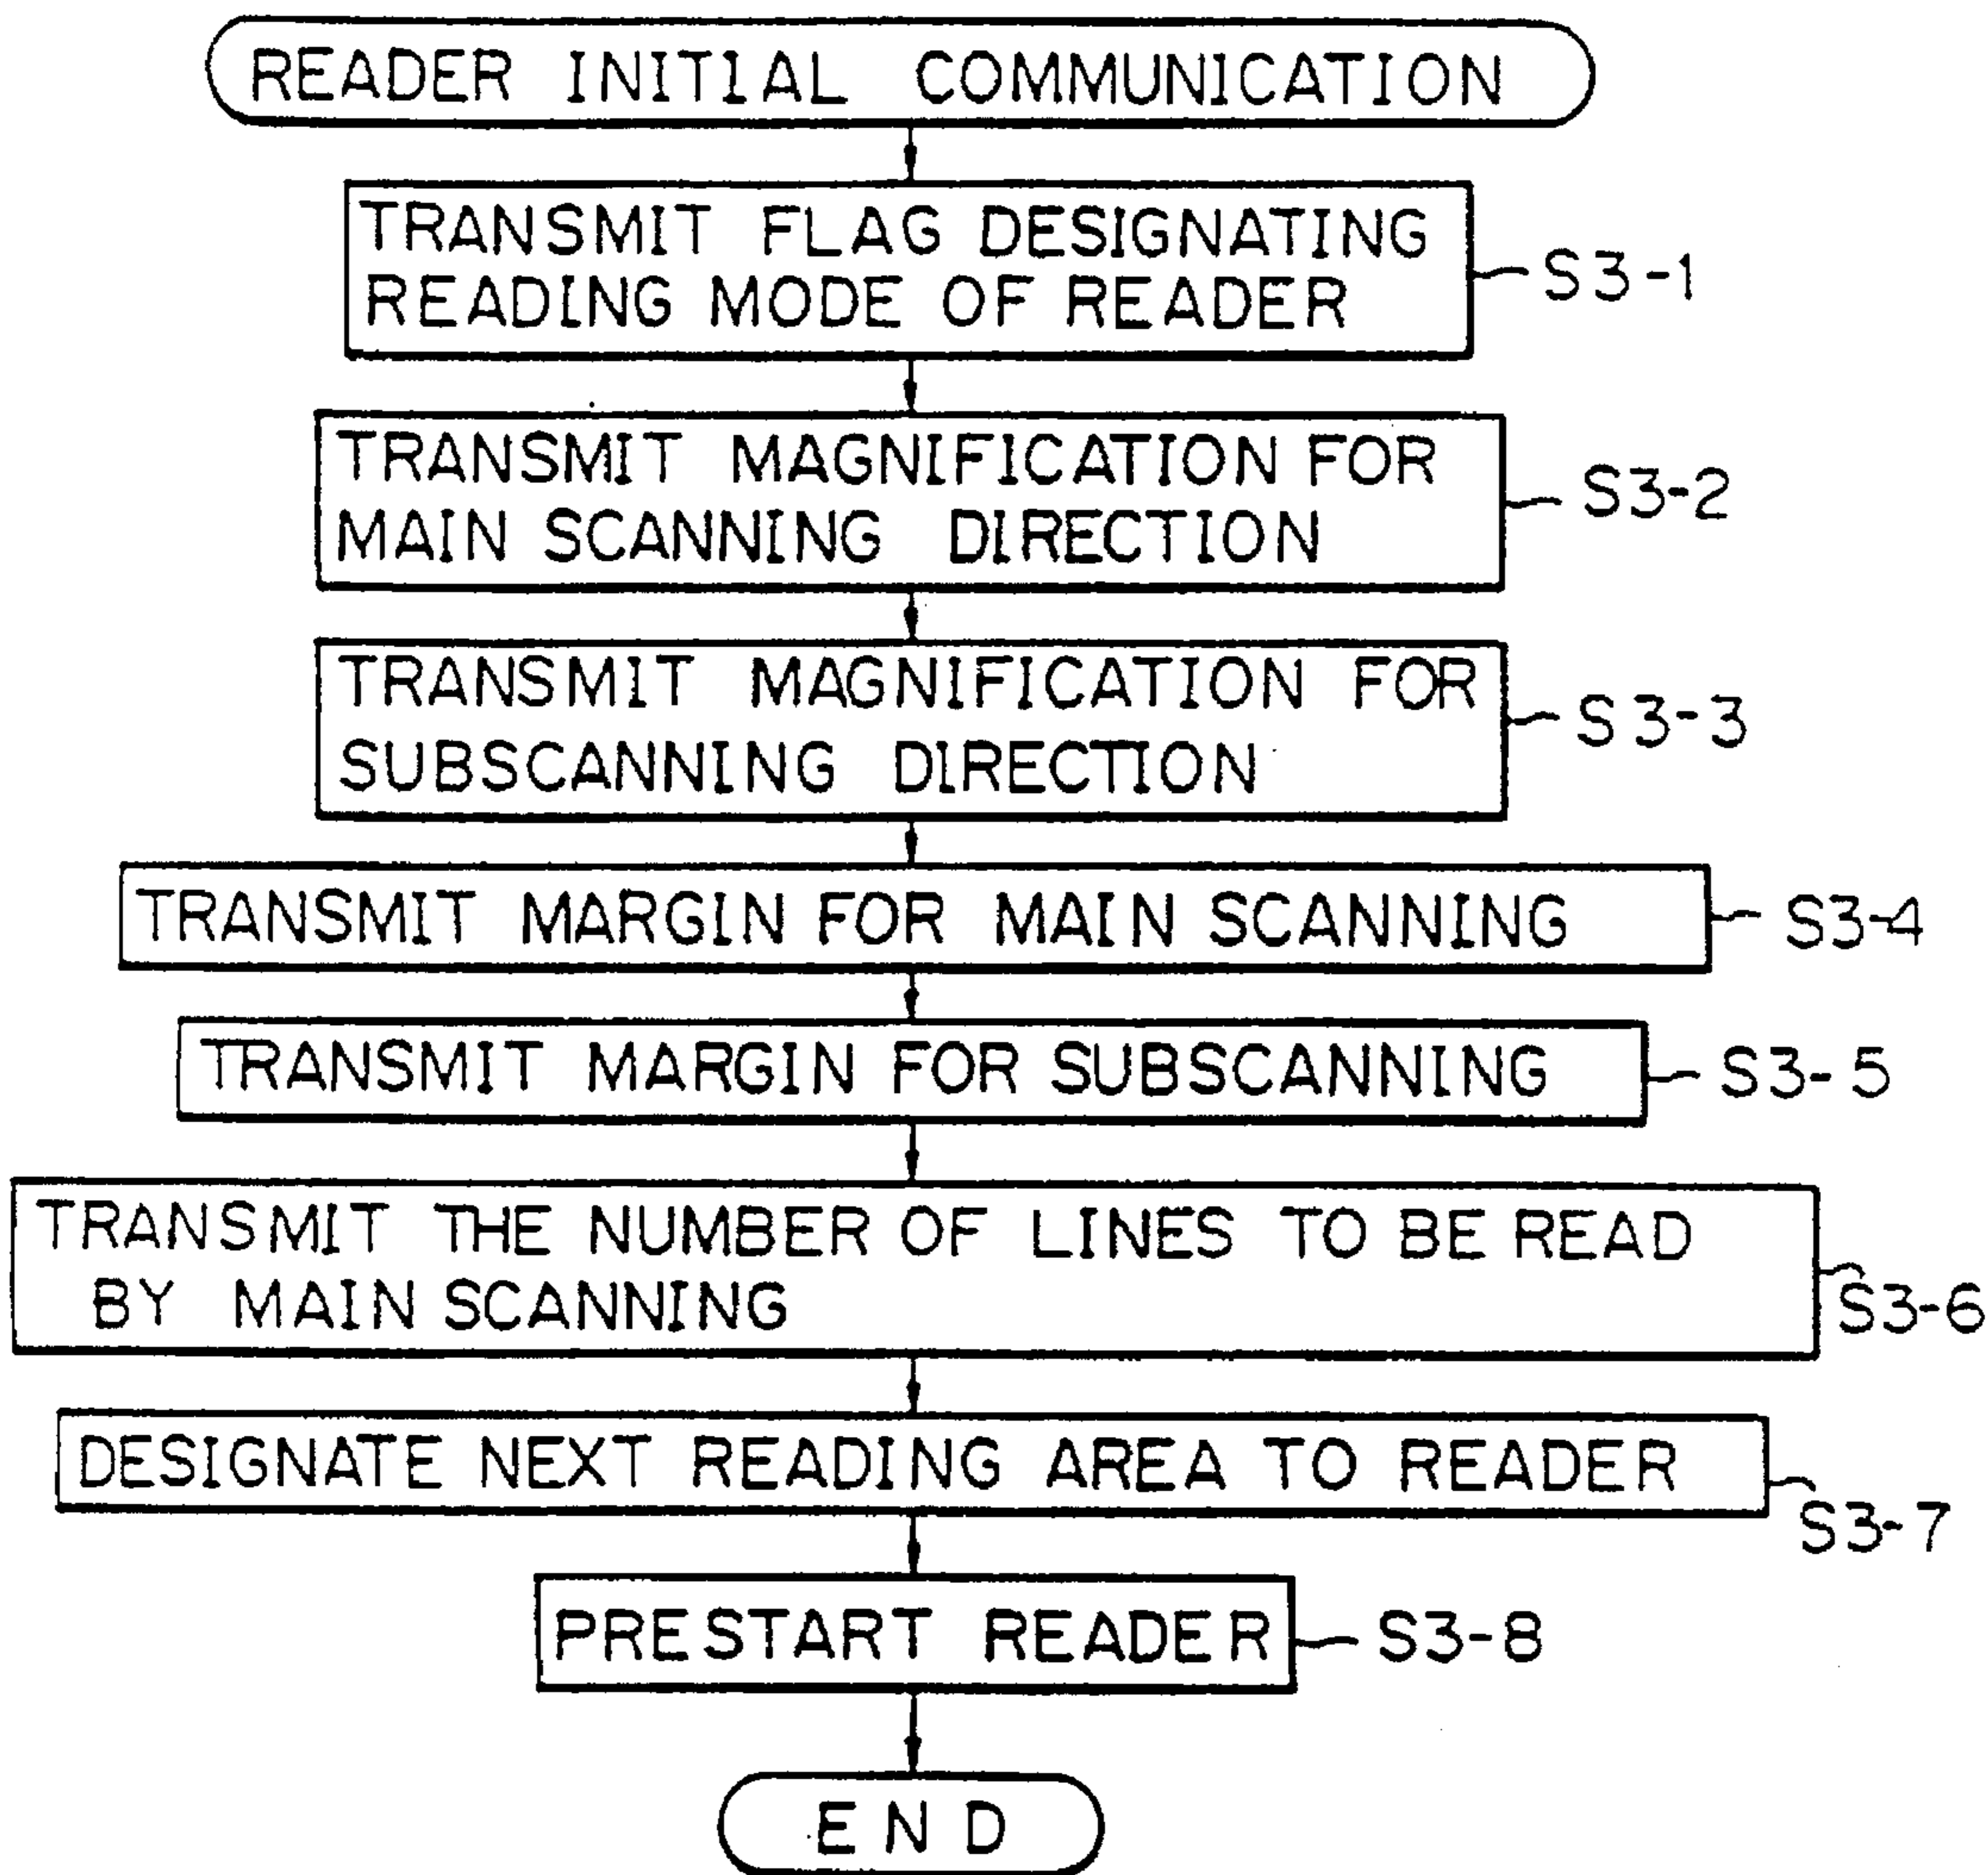 READER INITIAL COMMUNICATION
TRANSMIT FLAG DESIGNATING
READING MODE OF READER
S3-1
TRANSMIT MAGNIFICATION FOR
MAIN SCANNING DIRECTION
S3-2
TRANSMIT MAGNIFICATION FOR
SUBSCANNING DIRECTION
S3-3
TRANSMIT MARGIN FOR MAIN SCANNING
S3-4
TRANSMIT MARGIN FOR SUBSCANNING
S3-5
TRANSMIT THE NUMBER OF LINES TO BE READ
BY MAIN SCANNING
S3-6
DESIGNATE NEXT READING AREA TO READER
S3-7
PRESTART READER
S3-8
END